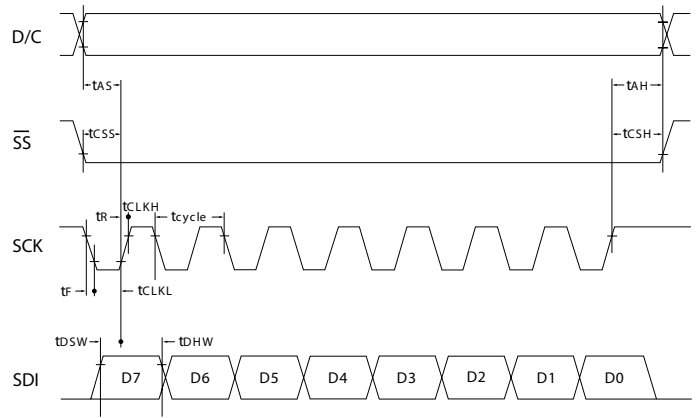 D/C
tAS
tAH
SS
tCSS
tCSH
tCLKH
tR
tcycle
SCK
tF
tCLKL
tDSW
tDHW
SDI
D7 D6 D5 D4 D3 D2 D1 D0